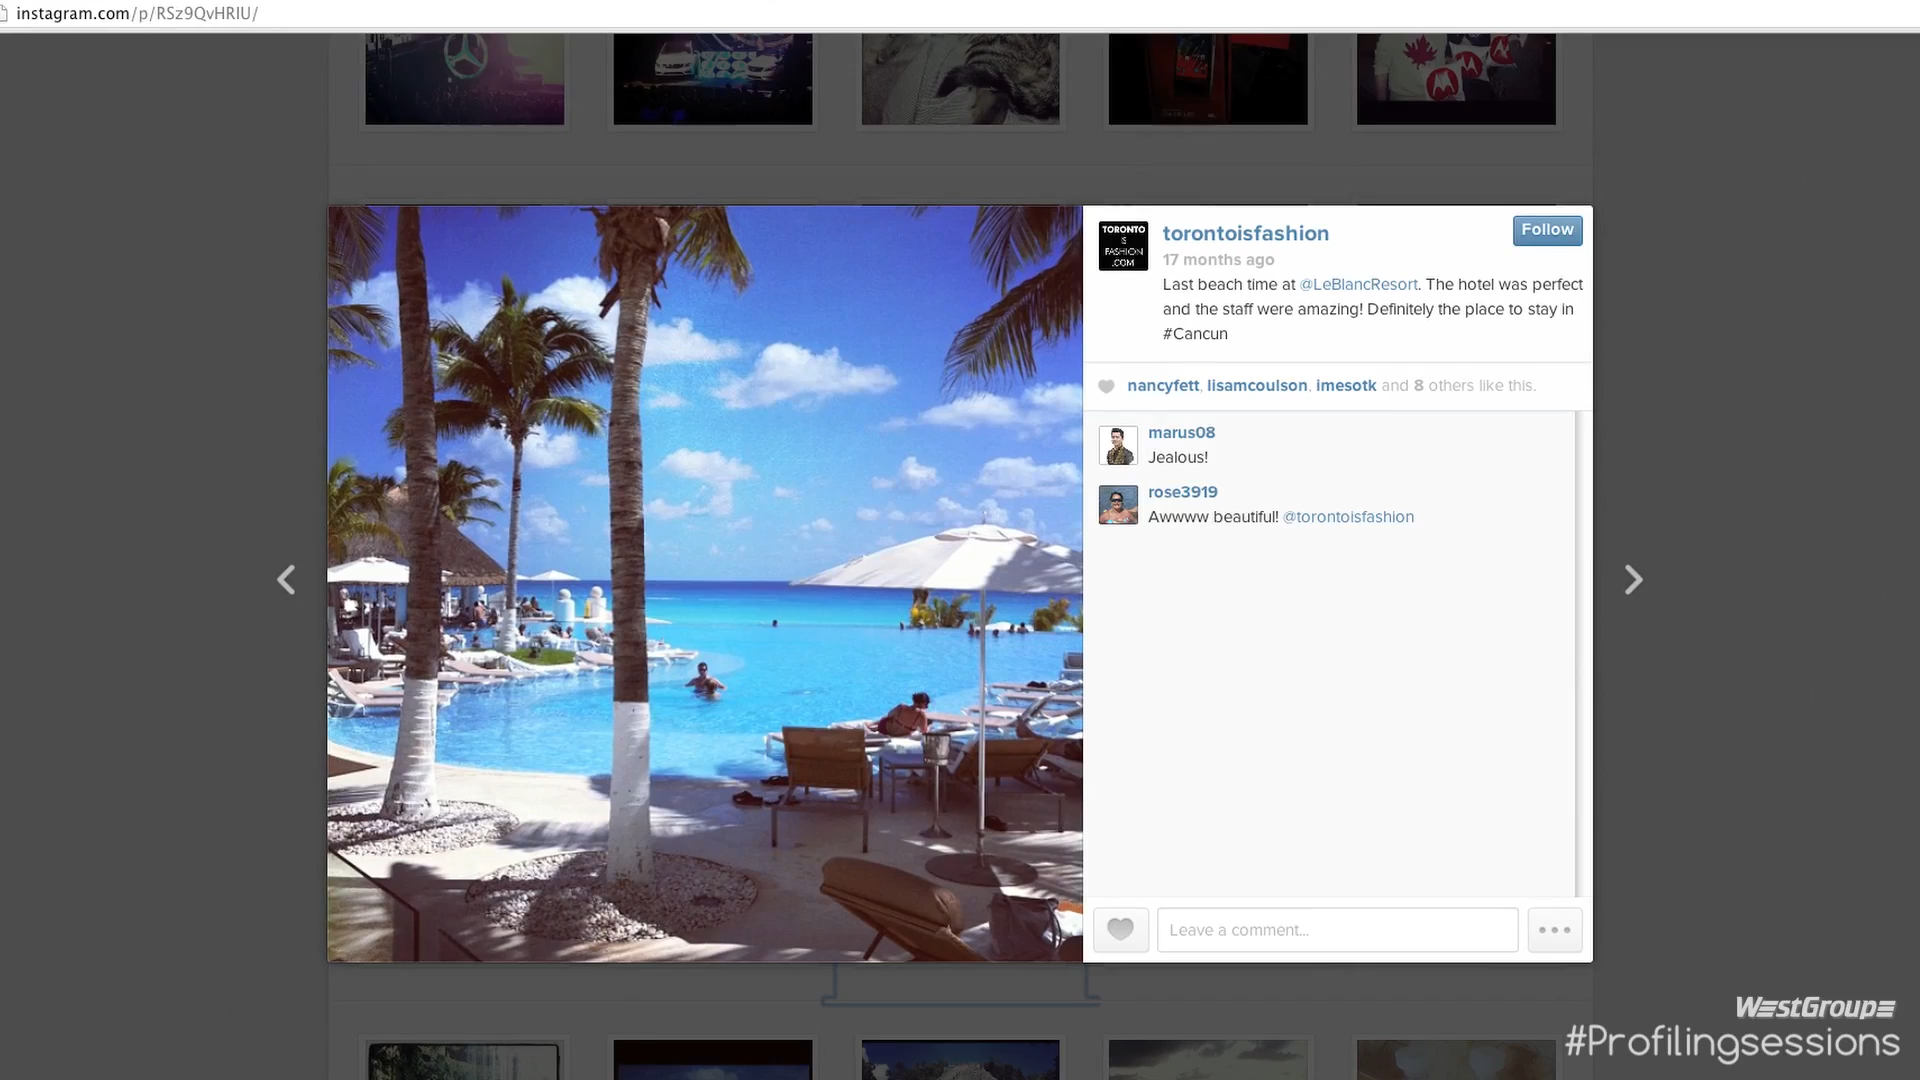 instagram.com/p/RSz9QvHRIU/
TORONTO
IS
FASHION
.COM
torontoisfashion
Follow
17 months ago
Last beach time at @LeBlancResort. The hotel was perfect
and the staff were amazing! Definitely the place to stay in
#Cancun
nancyfett, lisamcoulson, imesotk and 8 others like this.
marus08
Jealous!
rose3919
Awwww beautiful! @torontoisfashion
Leave a comment...
WestGroupe
#Profilingsessions